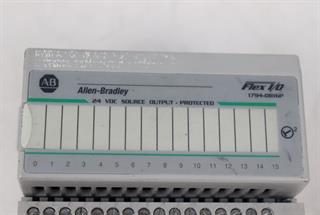 AB
Allen-Bradley
Flex I/O
1794-OB16P
24 VDC SOURCE OUTPUT - PROTECTED
2
0 1 2 3 4 5 6 7 8 9 10 11 12 13 14 15